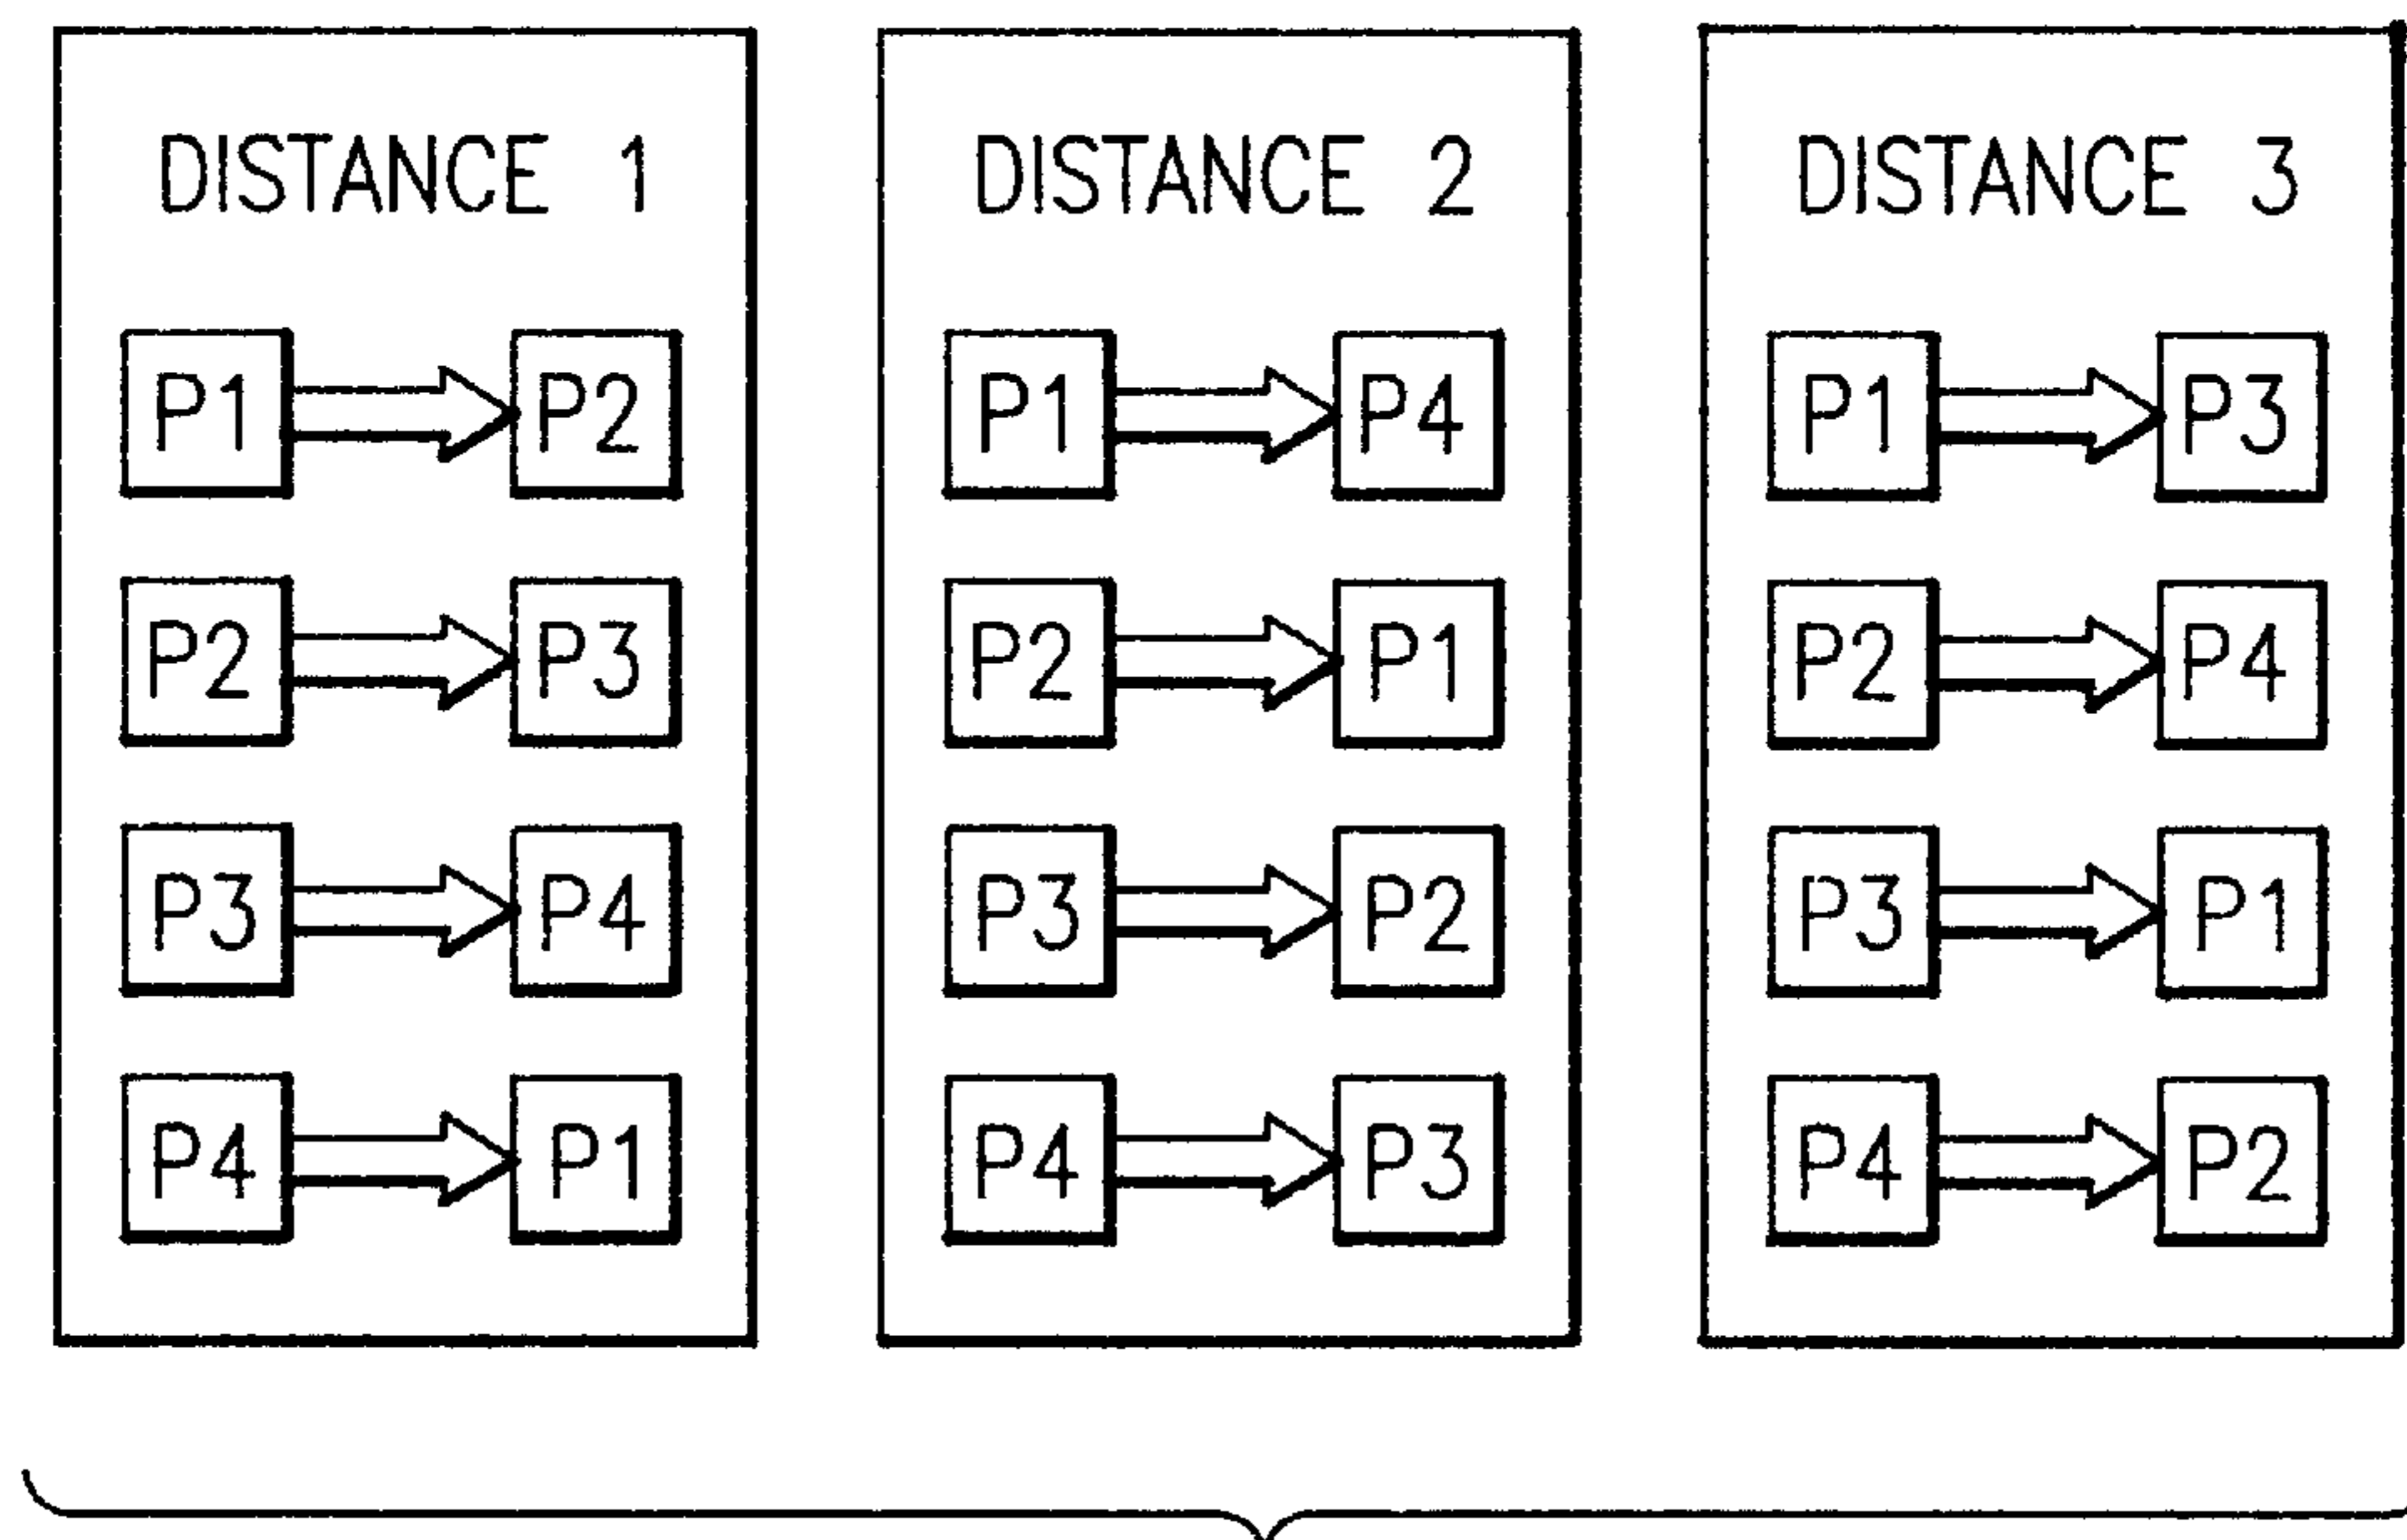 DISTANCE 1
P1 P2
P2 P3
P3 P4
P4 P1
DISTANCE 2
P1 P4
P2 P1
P3 P2
P4 P3
DISTANCE 3
P1 P3
P2 P4
P3 P1
P4 P2